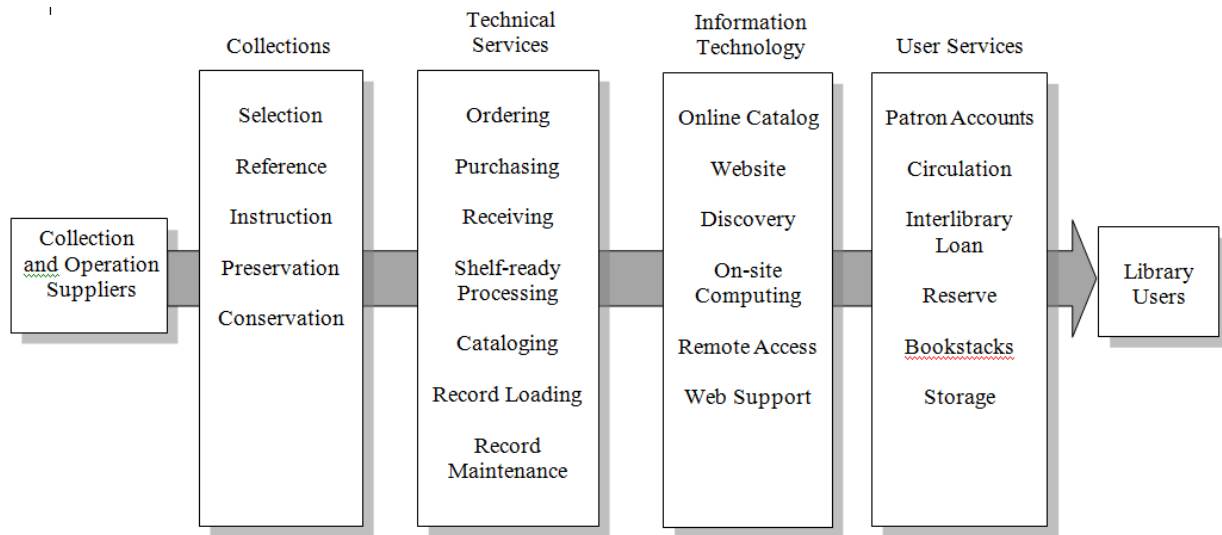 Collections
Technical
Services
Information
Technology
User Services
Collection
and Operation
Suppliers
Selection
Reference
Instruction
Preservation
Conservation
Ordering
Purchasing
Receiving
Shelf-ready
Processing
Cataloging
Record Loading
Record
Maintenance
Online Catalog
Website
Discovery
On-site
Computing
Remote Access
Web Support
Patron Accounts
Circulation
Interlibrary
Loan
Reserve
Bookstacks
Storage
Library
Users